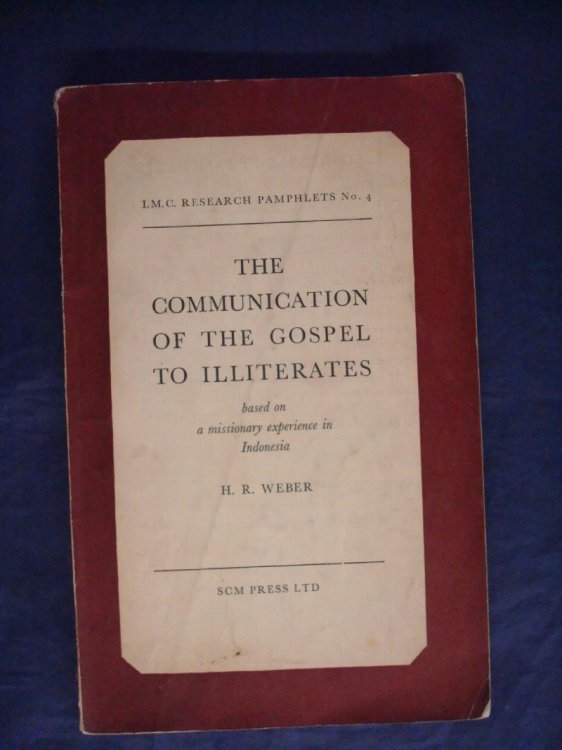 I.M.C. RESEARCH PAMPHLETS No. 4
THE
COMMUNICATION
OF THE GOSPEL
TO ILLITERATES
based on
a missionary experience in
Indonesia
H. R. WEBER
SCM PRESS LTD